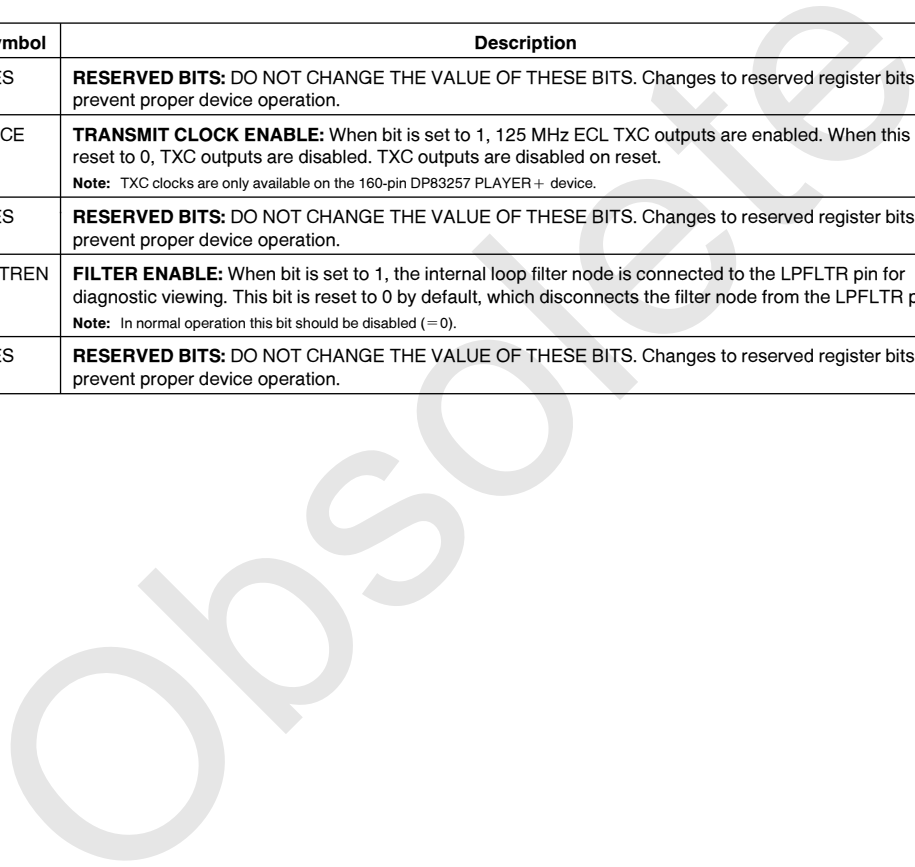 ymbol Description
ES RESERVED BITS: DO NOT CHANGE THE VALUE OF THESE BITS. Changes to reserved register bits
prevent proper device operation.
CE TRANSMIT CLOCK ENABLE: When bit is set to 1, 125 MHz ECL TXC outputs are enabled. When this
reset to 0, TXC outputs are disabled. TXC outputs are disabled on reset.
Note: TXC clocks are only available on the 160-pin DP83257 PLAYER+ device.
ES RESERVED BITS: DO NOT CHANGE THE VALUE OF THESE BITS. Changes to reserved register bits
prevent proper device operation.
TREN FILTER ENABLE: When bit is set to 1, the internal loop filter node is connected to the LPFLTR pin for
diagnostic viewing. This bit is reset to 0 by default, which disconnects the filter node from the LPFLTR p
Note: In normal operation this bit should be disabled (=0).
ES RESERVED BITS: DO NOT CHANGE THE VALUE OF THESE BITS. Changes to reserved register bits
prevent proper device operation.
Obsolete